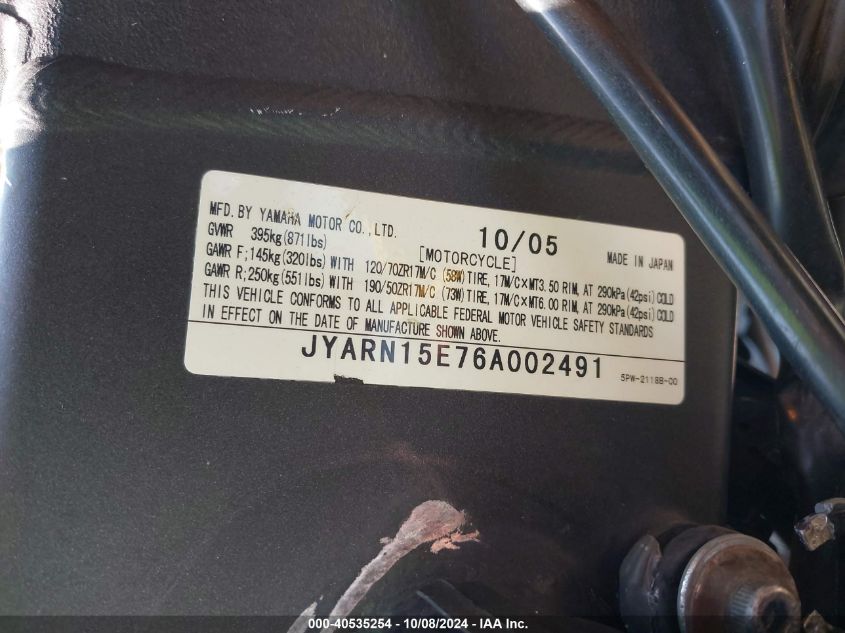 MFD. BY YAMAHA MOTOR CO., LTD. 10/05 MADE IN JAPAN
GVWR 395kg(871lbs) [MOTORCYCLE]
GAWR F;145kg(320lbs) WITH 120/70ZR17M/C (58W) TIRE, 17M/C×MT3.50 RIM, AT 290kPa(42psi) COLD
GAWR R;250kg(551lbs) WITH 190/50ZR17M/C (73W) TIRE, 17M/C×MT6.00 RIM, AT 290kPa(42psi) COLD
THIS VEHICLE CONFORMS TO ALL APPLICABLE FEDERAL MOTOR VEHICLE SAFETY STANDARDS
IN EFFECT ON THE DATE OF MANUFACTURE SHOWN ABOVE.
JYARN15E76A002491
5PW-2118B-00
000-40535254 - 10/08/2024 - IAA Inc.